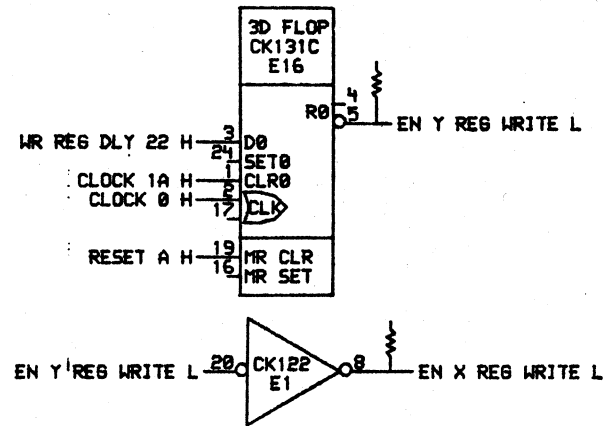 3D FLOP
CK131C
E16
R0
4
5
EN Y REG WRITE L
WR REG DLY 22 H
3
D0
24
SET0
CLOCK 1A H
1
CLR0
CLOCK 0 H
2
CLK
17
RESET A H
19
MR CLR
16
MR SET
EN Y REG WRITE L
20
CK122
E1
8
EN X REG WRITE L